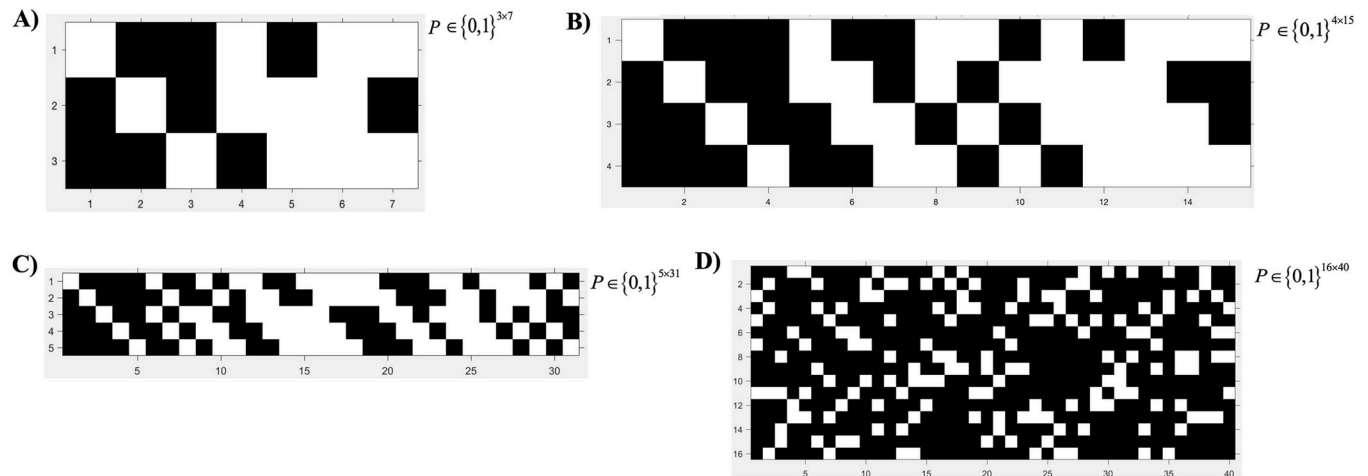 A)
P ∈ {0,1}^{3×7}
1
2
3
1 2 3 4 5 6 7
B)
P ∈ {0,1}^{4×15}
1
2
3
4
2 4 6 8 10 12 14
C)
P ∈ {0,1}^{5×31}
1
2
3
4
5
5 10 15 20 25 30
D)
P ∈ {0,1}^{16×40}
2
4
6
8
10
12
14
16
5 10 15 20 25 30 35 40